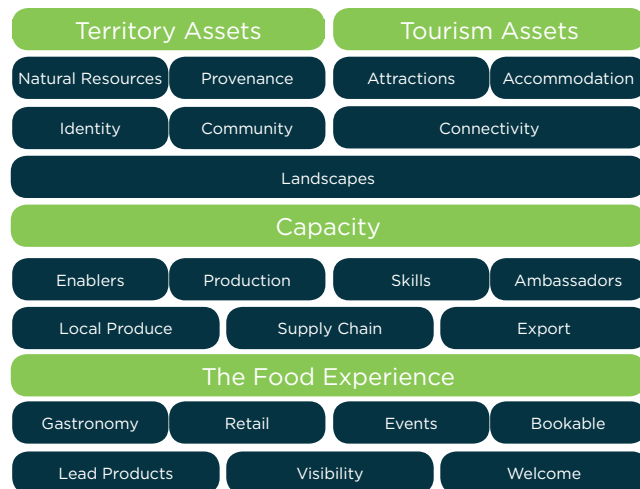 Territory Assets Tourism Assets
Natural Resources Provenance Attractions Accommodation
Identity Community Connectivity
Landscapes
Capacity
Enablers Production Skills Ambassadors
Local Produce Supply Chain Export
The Food Experience
Gastronomy Retail Events Bookable
Lead Products Visibility Welcome